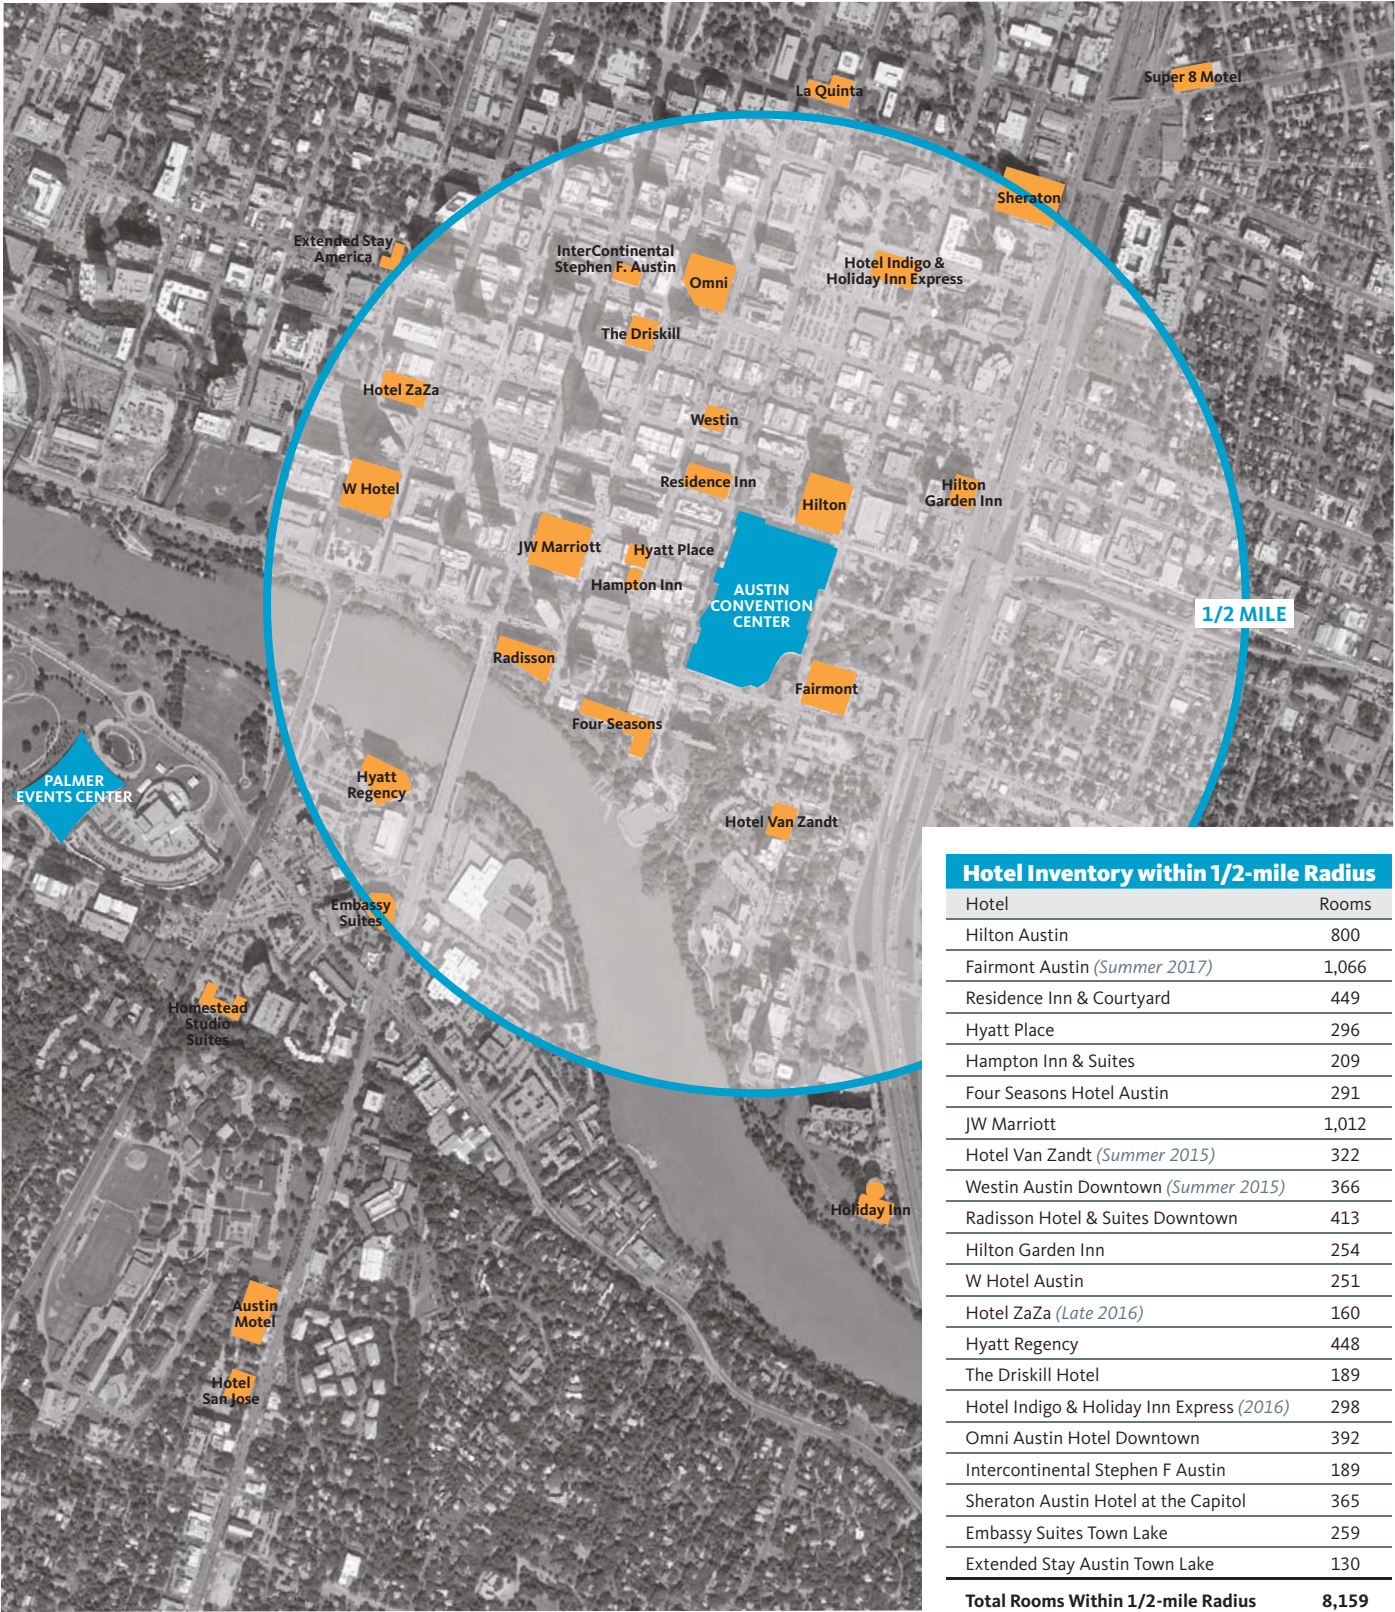 La Quinta
Super 8 Motel
Sheraton
Extended Stay
America
InterContinental
Stephen F. Austin
Omni
Hotel Indigo &
Holiday Inn Express
The Driskill
Hotel ZaZa
Westin
W Hotel
Residence Inn
Hilton
Hilton
Garden Inn
JW Marriott
Hyatt Place
Hampton Inn
AUSTIN
CONVENTION
CENTER
1/2 MILE
Radisson
Fairmont
Four Seasons
PALMER
EVENTS CENTER
Hyatt
Regency
Hotel Van Zandt
Embassy
Suites
Homestead
Studio
Suites
Holiday Inn
Austin
Motel
Hotel
San Jose
Hotel Inventory within 1/2-mile Radius
Hotel Rooms
Hilton Austin 800
Fairmont Austin (Summer 2017) 1,066
Residence Inn & Courtyard 449
Hyatt Place 296
Hampton Inn & Suites 209
Four Seasons Hotel Austin 291
JW Marriott 1,012
Hotel Van Zandt (Summer 2015) 322
Westin Austin Downtown (Summer 2015) 366
Radisson Hotel & Suites Downtown 413
Hilton Garden Inn 254
W Hotel Austin 251
Hotel ZaZa (Late 2016) 160
Hyatt Regency 448
The Driskill Hotel 189
Hotel Indigo & Holiday Inn Express (2016) 298
Omni Austin Hotel Downtown 392
Intercontinental Stephen F Austin 189
Sheraton Austin Hotel at the Capitol 365
Embassy Suites Town Lake 259
Extended Stay Austin Town Lake 130
Total Rooms Within 1/2-mile Radius 8,159